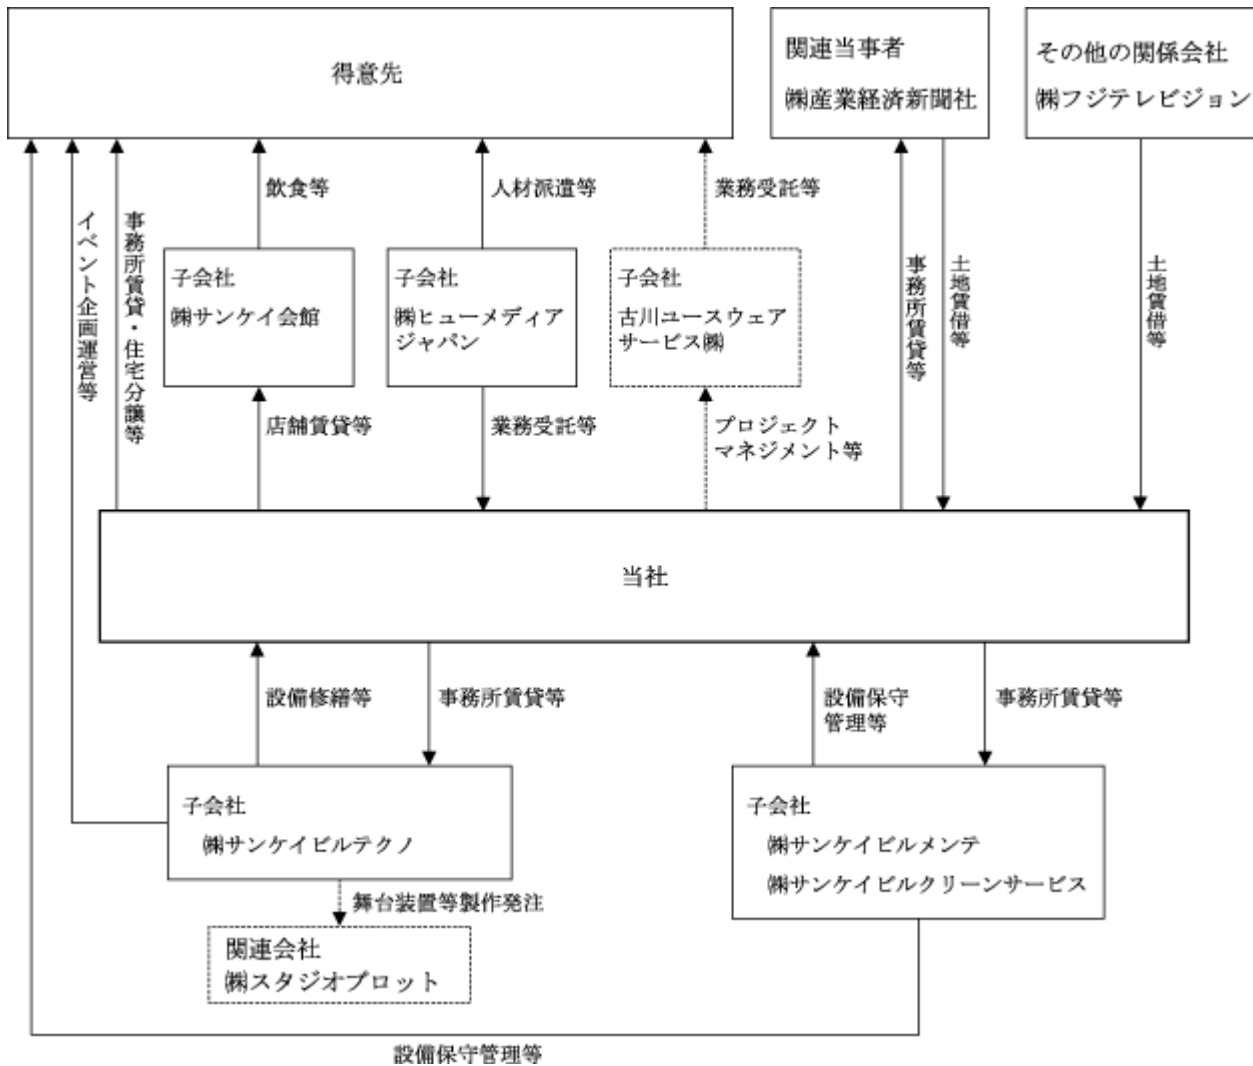 得意先
関連当事者
㈱産業経済新聞社
その他の関係会社
㈱フジテレビジョン
イベント企画運営等
事務所賃貸・住宅分譲等
飲食等
人材派遣等
業務受託等
事務所賃貸等
土地賃借等
土地賃借等
子会社
㈱サンケイ会館
子会社
㈱ヒューメディア
ジャパン
子会社
古川ユースウェア
サービス㈱
店舗賃貸等
業務受託等
プロジェクト
マネジメント等
当社
設備修繕等
事務所賃貸等
設備保守
管理等
事務所賃貸等
子会社
㈱サンケイビルテクノ
子会社
㈱サンケイビルメンテ
㈱サンケイビルクリーンサービス
舞台装置等製作発注
関連会社
㈱スタジオプロット
設備保守管理等